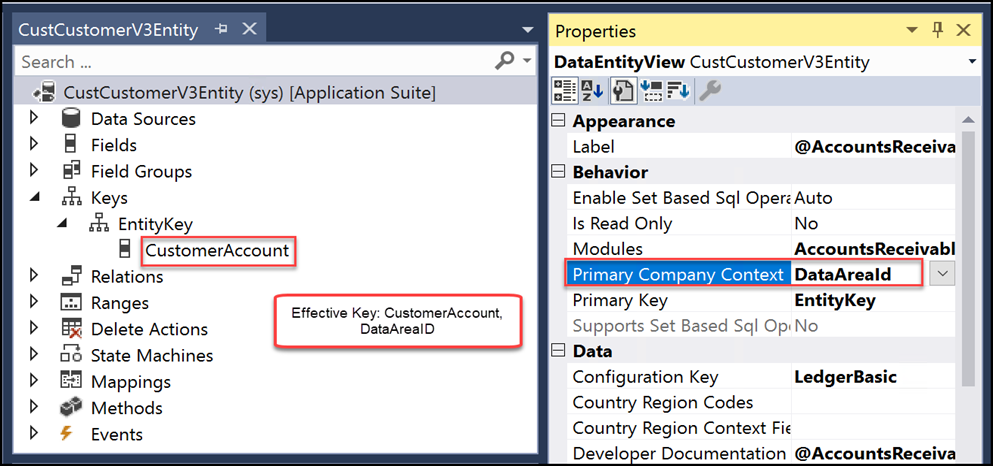 CustCustomerV3Entity
Search ...
CustCustomerV3Entity (sys) [Application Suite]
Data Sources
Fields
Field Groups
Keys
EntityKey
CustomerAccount
Relations
Ranges
Delete Actions
State Machines
Mappings
Methods
Events
Effective Key: CustomerAccount,
DataAreaID
Properties
DataEntityView CustCustomerV3Entity
Appearance
Label @AccountsReceiva
Behavior
Enable Set Based Sql Opera Auto
Is Read Only No
Modules AccountsReceivabl
Primary Company Context DataAreaId
Primary Key EntityKey
Supports Set Based Sql Ope No
Data
Configuration Key LedgerBasic
Country Region Codes
Country Region Context Fie
Developer Documentation @AccountsReceiva